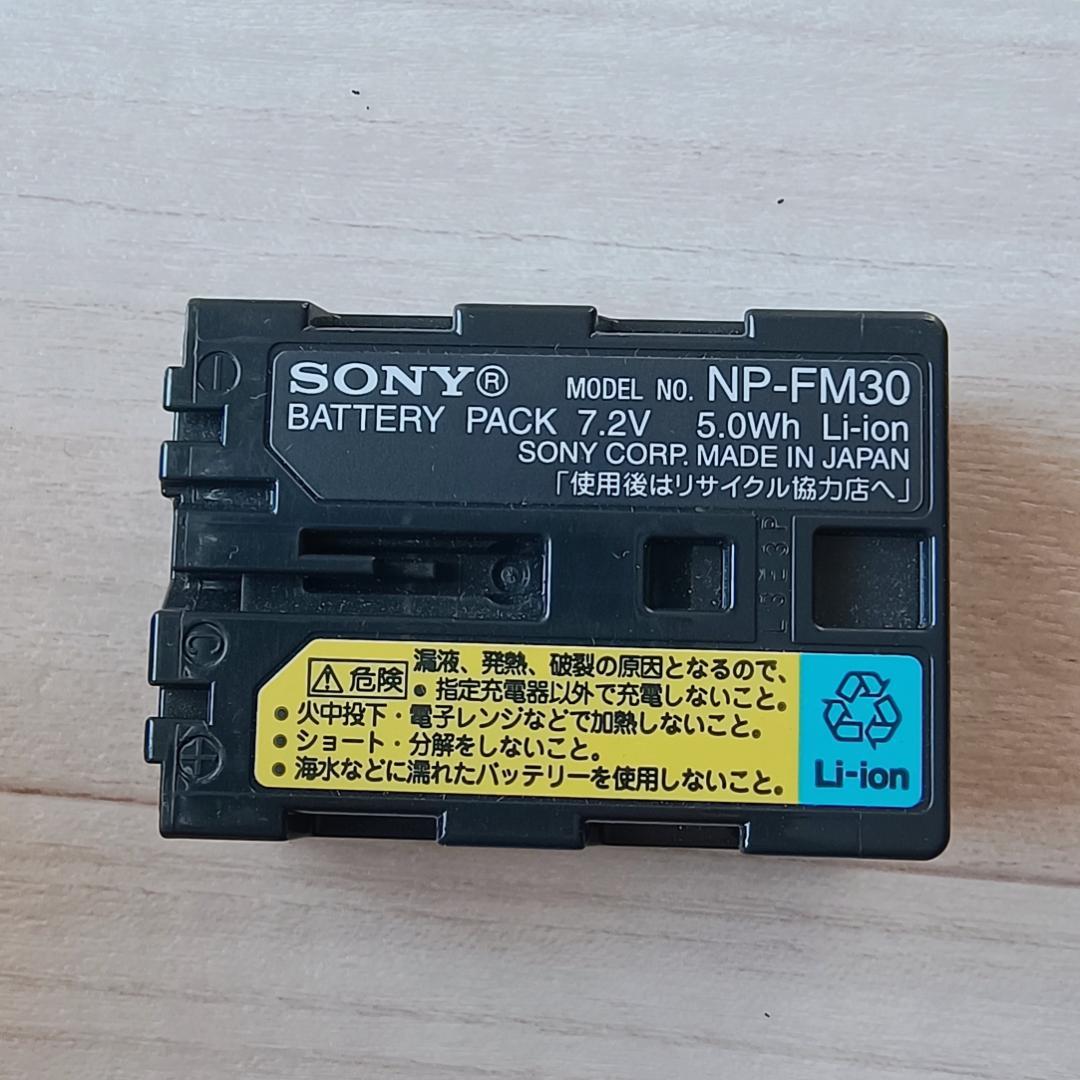 SONY®
MODEL NO. NP-FM30
BATTERY PACK 7.2V 5.0Wh Li-ion
SONY CORP. MADE IN JAPAN
「使用後はリサイクル協力店へ」
C
⚠危険 漏液、発熱、破裂の原因となるので、
● 指定充電器以外で充電しないこと。
● 火中投下・電子レンジなどで加熱しないこと。
● ショート・分解をしないこと。
● 海水などに濡れたバッテリーを使用しないこと。
Li-ion